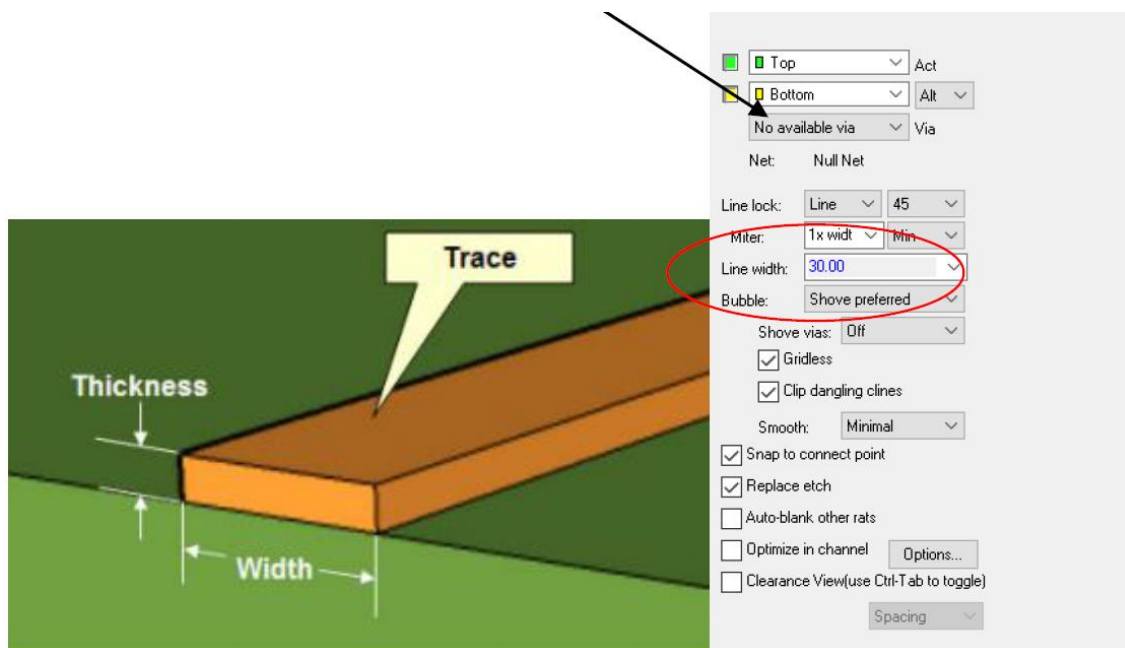 Trace
Thickness
Width
Top Act
Bottom Alt
No available via Via
Net: Null Net
Line lock: Line 45
Miter: 1x widt Min
Line width: 30.00
Bubble: Shove preferred
Shove vias: Off
Gridless
Clip dangling clines
Smooth: Minimal
Snap to connect point
Replace etch
Auto-blank other rats
Optimize in channel Options...
Clearance View(use Ctrl-Tab to toggle)
Spacing